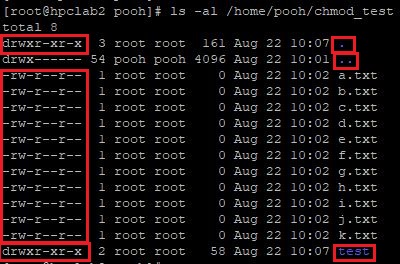 [root@hpclab2 pooh]# ls -al /home/pooh/chmod_test
total 8
drwxr-xr-x 3 root root 161 Aug 22 10:07 .
drwx------ 54 pooh pooh 4096 Aug 22 10:01 ..
-rw-r--r-- 1 root root 0 Aug 22 10:02 a.txt
-rw-r--r-- 1 root root 0 Aug 22 10:02 b.txt
-rw-r--r-- 1 root root 0 Aug 22 10:02 c.txt
-rw-r--r-- 1 root root 0 Aug 22 10:02 d.txt
-rw-r--r-- 1 root root 0 Aug 22 10:02 e.txt
-rw-r--r-- 1 root root 0 Aug 22 10:02 f.txt
-rw-r--r-- 1 root root 0 Aug 22 10:02 g.txt
-rw-r--r-- 1 root root 0 Aug 22 10:02 h.txt
-rw-r--r-- 1 root root 0 Aug 22 10:02 i.txt
-rw-r--r-- 1 root root 0 Aug 22 10:02 j.txt
-rw-r--r-- 1 root root 0 Aug 22 10:02 k.txt
drwxr-xr-x 2 root root 58 Aug 22 10:07 test